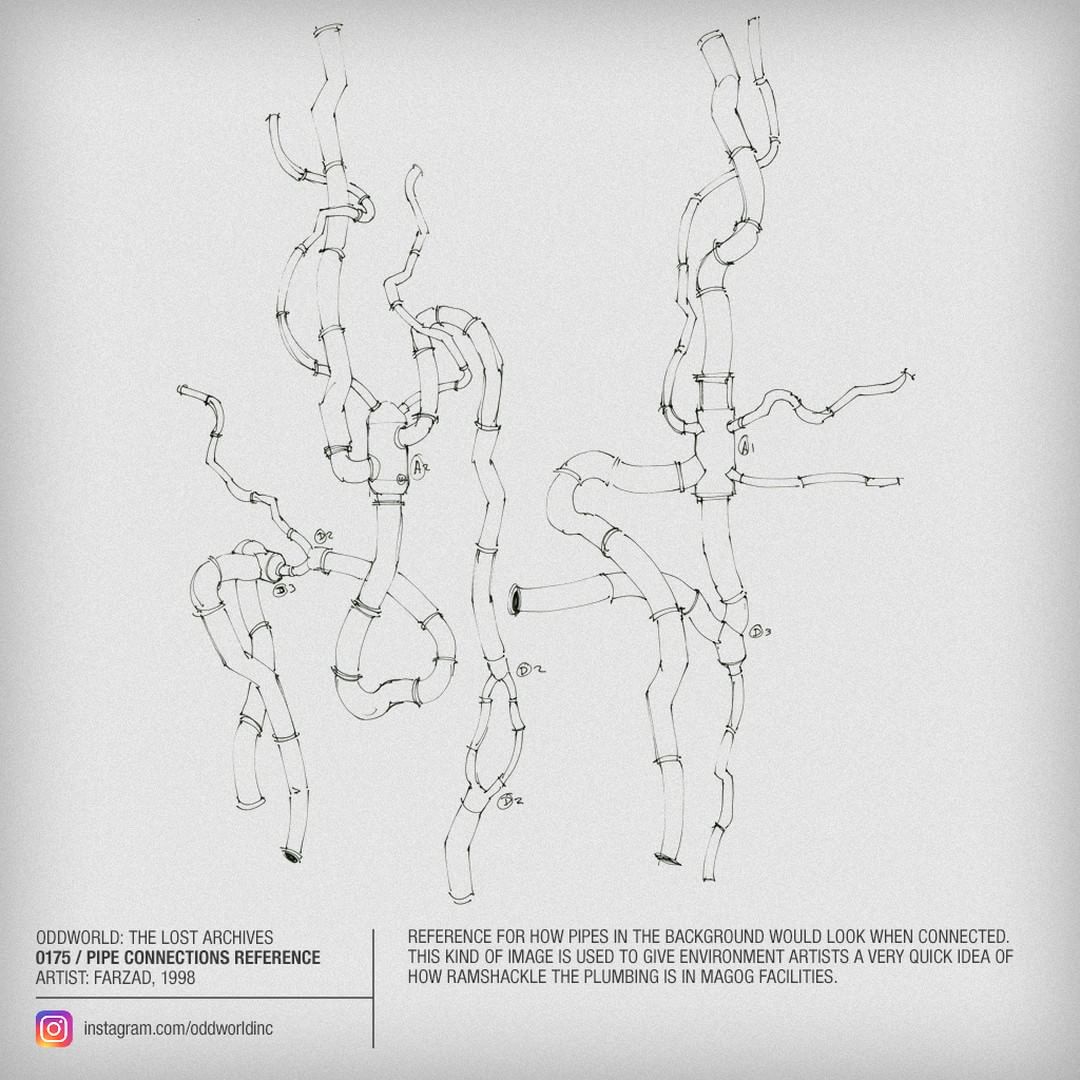 A2
A1
D2
D3
D3
D2
D2
ODDWORLD: THE LOST ARCHIVES
0175 / PIPE CONNECTIONS REFERENCE
ARTIST: FARZAD, 1998
instagram.com/oddworldinc
REFERENCE FOR HOW PIPES IN THE BACKGROUND WOULD LOOK WHEN CONNECTED.
THIS KIND OF IMAGE IS USED TO GIVE ENVIRONMENT ARTISTS A VERY QUICK IDEA OF
HOW RAMSHACKLE THE PLUMBING IS IN MAGOG FACILITIES.